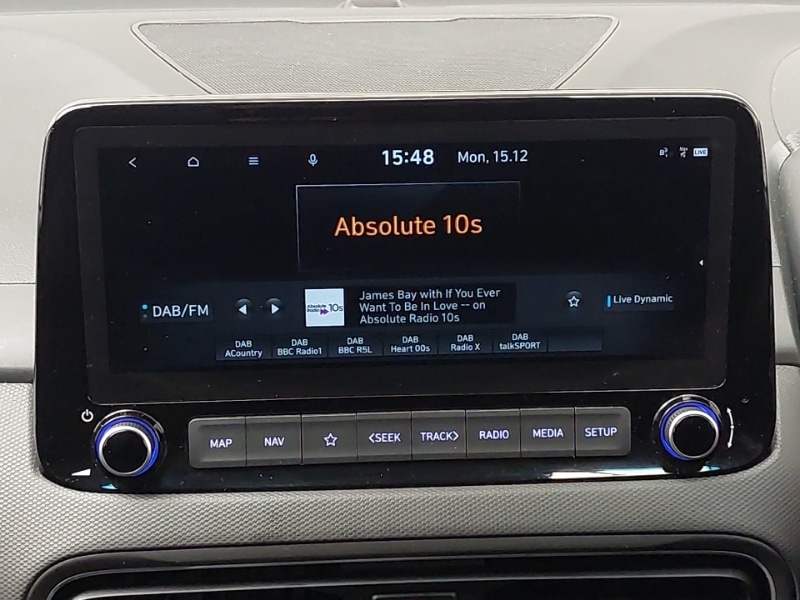 15:48 Mon, 15.12 LIVE
Absolute 10s
DAB/FM
Absolute
Radio 10s
James Bay with If You Ever
Want To Be In Love -- on
Absolute Radio 10s
Live Dynamic
DAB
ACountry
DAB
BBC Radio1
DAB
BBC R5L
DAB
Heart 00s
DAB
Radio X
DAB
talkSPORT
MAP NAV <SEEK TRACK> RADIO MEDIA SETUP